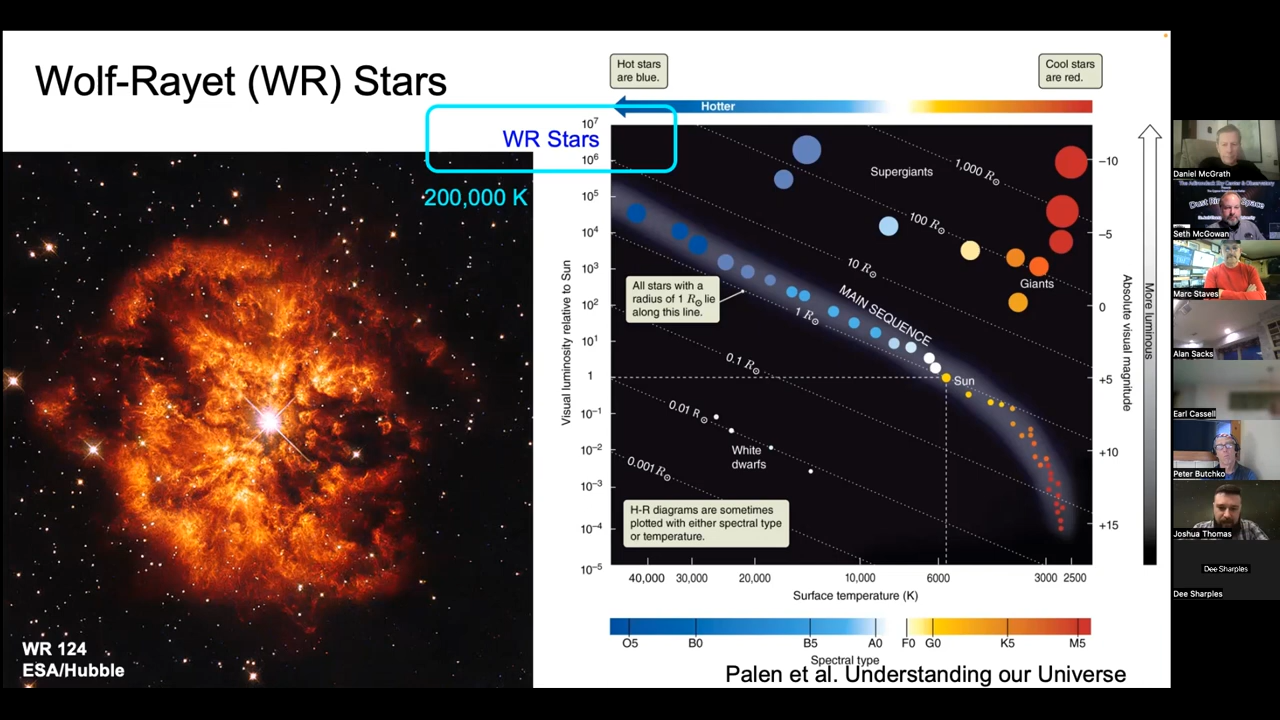 Wolf-Rayet (WR) Stars
WR Stars
200,000 K
WR 124
ESA/Hubble
Hot stars
are blue.
Cool stars
are red.
Hotter
10⁷
10⁶
10⁵
10⁴
10³
10²
10¹
1
10⁻¹
10⁻²
10⁻³
10⁻⁴
10⁻⁵
Visual luminosity relative to Sun
Supergiants
1,000 R☉
100 R☉
10 R☉
Giants
All stars with a
radius of 1 R☉ lie
along this line.
MAIN SEQUENCE
1 R☉
0.1 R☉
Sun
0.01 R☉
White
dwarfs
0.001 R☉
H-R diagrams are sometimes
plotted with either spectral type
or temperature.
−10
−5
0
+5
+10
+15
Absolute visual magnitude
More luminous
40,000 30,000 20,000 10,000 6000 3000 2500
Surface temperature (K)
O5 B0 B5 A0 F0 G0 K5 M5
Spectral type
Palen et al. Understanding our Universe
Daniel McGrath
The Adirondack Sky Center & Observatory
Seth McGowan
Marc Staves
Alan Sacks
Earl Cassell
Peter Butchko
Joshua Thomas
Dee Sharples
Dee Sharples